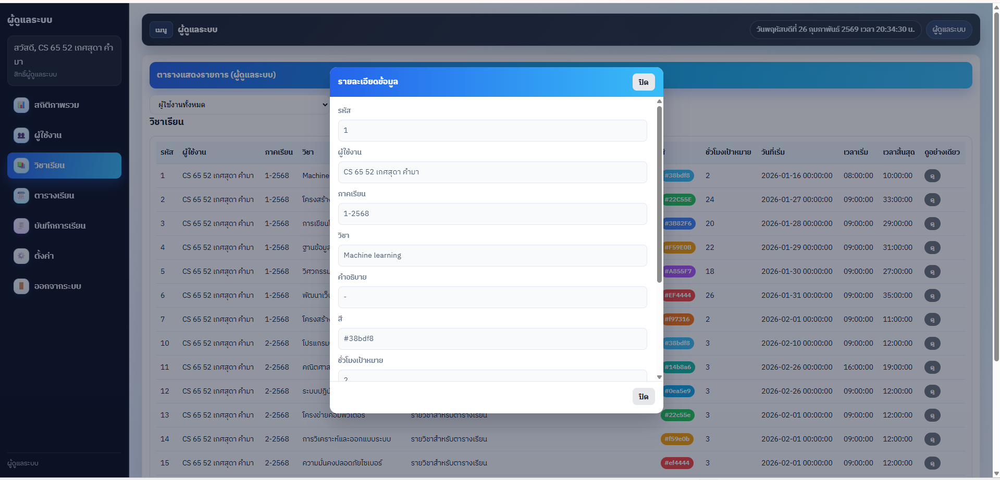 ผู้ดูแลระบบ
สวัสดี, CS 65 52 เกศสุดา คำ
มา
สิทธิ์ผู้ดูแลระบบ
สถิติภาพรวม
ผู้ใช้งาน
วิชาเรียน
ตารางเรียน
บันทึกการเรียน
ตั้งค่า
ออกจากระบบ
ผู้ดูแลระบบ
เมนู ผู้ดูแลระบบ วันพฤหัสบดีที่ 26 กุมภาพันธ์ 2569 เวลา 20:34:30 น. ผู้ดูแลระบบ
ตารางแสดงรายการ (ผู้ดูแลระบบ)
ผู้ใช้งานทั้งหมด
วิชาเรียน
รหัส ผู้ใช้งาน ภาคเรียน วิชา ชั่วโมงเป้าหมาย วันที่เริ่ม เวลาเริ่ม เวลาสิ้นสุด ดูอย่างเดียว
1 CS 65 52 เกศสุดา คำมา 1-2568 Machine #38bdf8 2 2026-01-16 00:00:00 08:00:00 10:00:00 ดู
2 CS 65 52 เกศสุดา คำมา 1-2568 โครงสร้าง #22C55E 24 2026-01-27 00:00:00 09:00:00 33:00:00 ดู
3 CS 65 52 เกศสุดา คำมา 1-2568 การเขียน #3B82F6 20 2026-01-28 00:00:00 09:00:00 29:00:00 ดู
4 CS 65 52 เกศสุดา คำมา 1-2568 ฐานข้อมูล #F59E0B 22 2026-01-29 00:00:00 09:00:00 31:00:00 ดู
5 CS 65 52 เกศสุดา คำมา 1-2568 วิศวกรรม #A855F7 18 2026-01-30 00:00:00 09:00:00 27:00:00 ดู
6 CS 65 52 เกศสุดา คำมา 1-2568 พัฒนาเว็บ #EF4444 26 2026-01-31 00:00:00 09:00:00 35:00:00 ดู
7 CS 65 52 เกศสุดา คำมา 1-2568 โครงสร้าง #f97316 2 2026-02-01 00:00:00 09:00:00 11:00:00 ดู
10 CS 65 52 เกศสุดา คำมา 2-2568 โปรแกรม #38bdf8 3 2026-02-10 00:00:00 09:00:00 12:00:00 ดู
11 CS 65 52 เกศสุดา คำมา 2-2568 คณิตศาส #14b8a6 3 2026-02-26 00:00:00 16:00:00 19:00:00 ดู
12 CS 65 52 เกศสุดา คำมา 2-2568 ระบบปฏิบั #0ea5e9 3 2026-02-26 00:00:00 09:00:00 12:00:00 ดู
13 CS 65 52 เกศสุดา คำมา 2-2568 โครงข่ายคอมพิวเตอร์ รายวิชาสำหรับตารางเรียน #22c55e 3 2026-02-01 00:00:00 09:00:00 12:00:00 ดู
14 CS 65 52 เกศสุดา คำมา 2-2568 การวิเคราะห์และออกแบบระบบ รายวิชาสำหรับตารางเรียน #f59e0b 3 2026-02-01 00:00:00 09:00:00 12:00:00 ดู
15 CS 65 52 เกศสุดา คำมา 2-2568 ความมั่นคงปลอดภัยไซเบอร์ รายวิชาสำหรับตารางเรียน #ef4444 3 2026-02-01 00:00:00 09:00:00 12:00:00 ดู
รายละเอียดข้อมูล ปิด
รหัส
1
ผู้ใช้งาน
CS 65 52 เกศสุดา คำมา
ภาคเรียน
1-2568
วิชา
Machine learning
คำอธิบาย
-
สี
#38bdf8
ชั่วโมงเป้าหมาย
2
ปิด